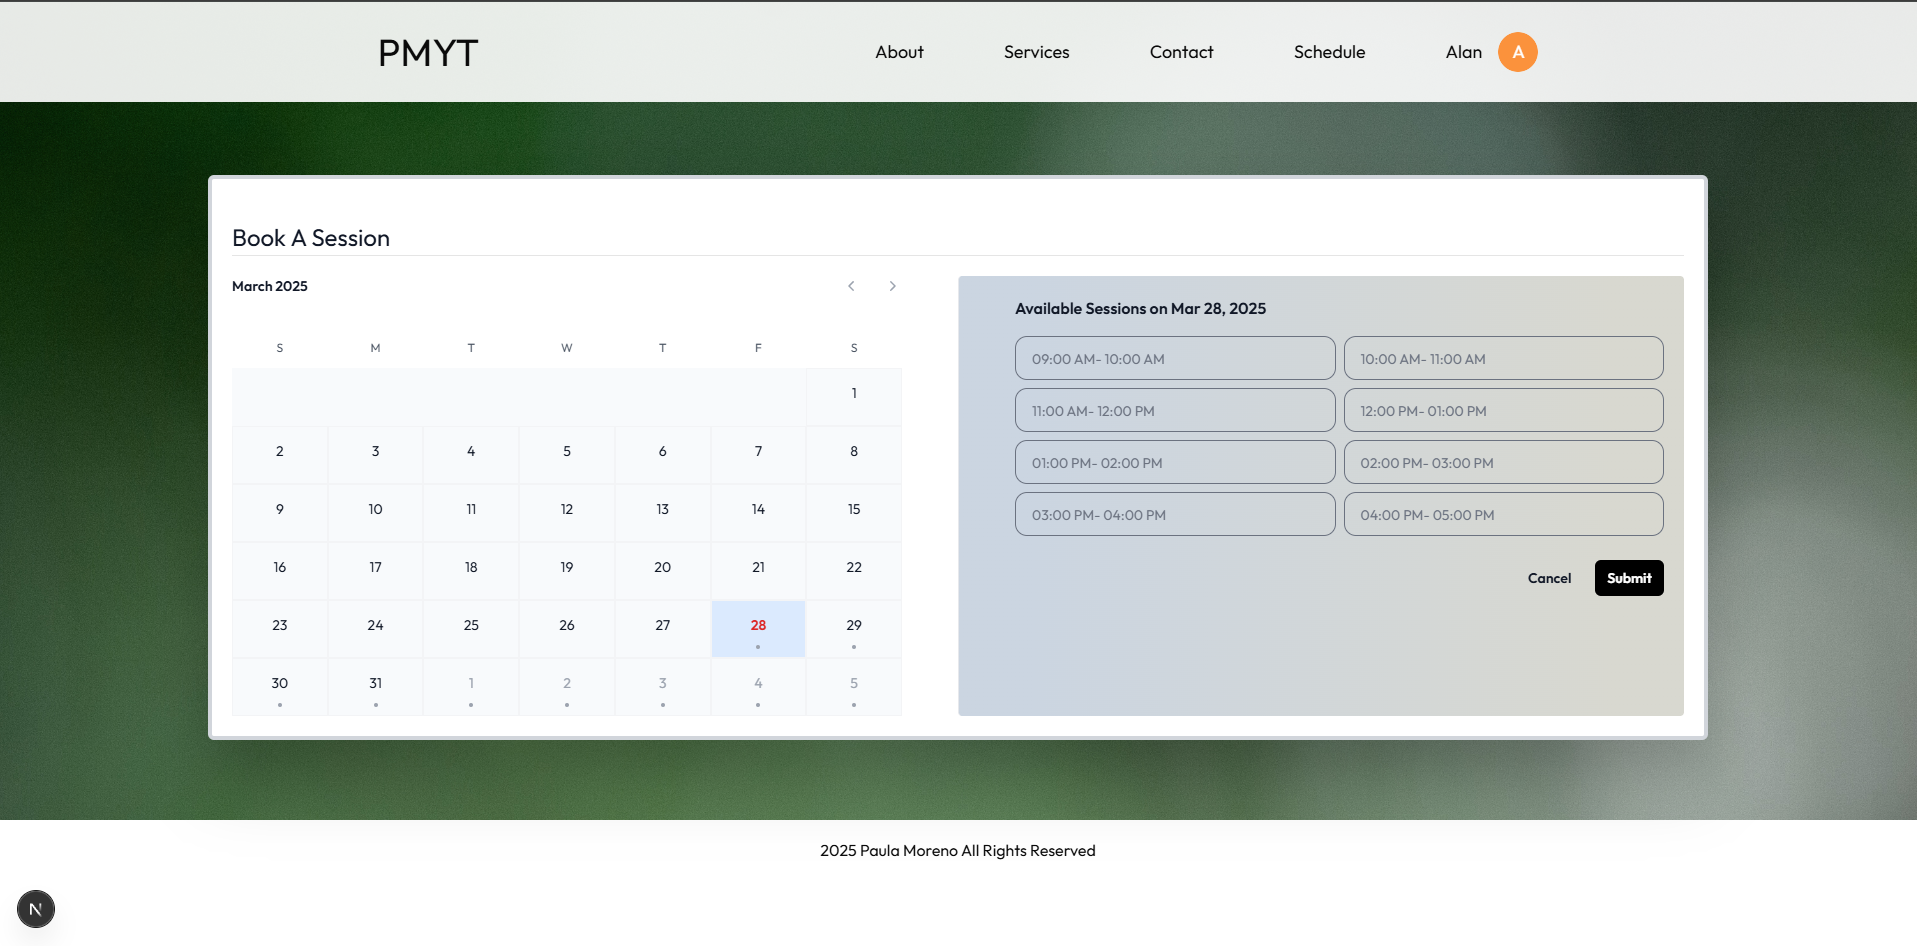 PMYT
About Services Contact Schedule Alan A
Book A Session
March 2025
S M T W T F S
1
2 3 4 5 6 7 8
9 10 11 12 13 14 15
16 17 18 19 20 21 22
23 24 25 26 27 28 29
30 31 1 2 3 4 5
Available Sessions on Mar 28, 2025
09:00 AM- 10:00 AM
10:00 AM- 11:00 AM
11:00 AM- 12:00 PM
12:00 PM- 01:00 PM
01:00 PM- 02:00 PM
02:00 PM- 03:00 PM
03:00 PM- 04:00 PM
04:00 PM- 05:00 PM
Cancel Submit
2025 Paula Moreno All Rights Reserved
N